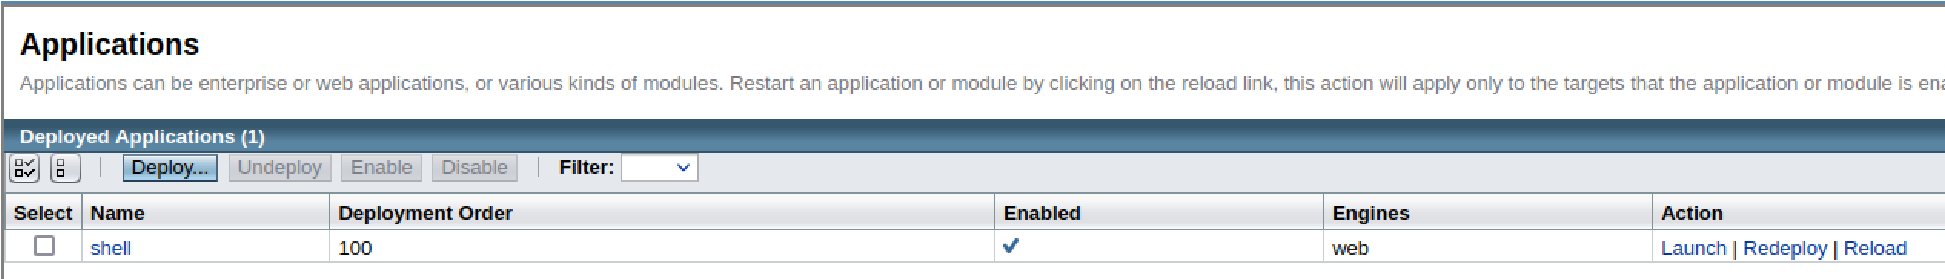 Applications
Applications can be enterprise or web applications, or various kinds of modules. Restart an application or module by clicking on the reload link, this action will apply only to the targets that the application or module is
Deployed Applications (1)
Deploy... Undeploy Enable Disable Filter:
Select Name Deployment Order Enabled Engines Action
shell 100 web Launch | Redeploy | Reload